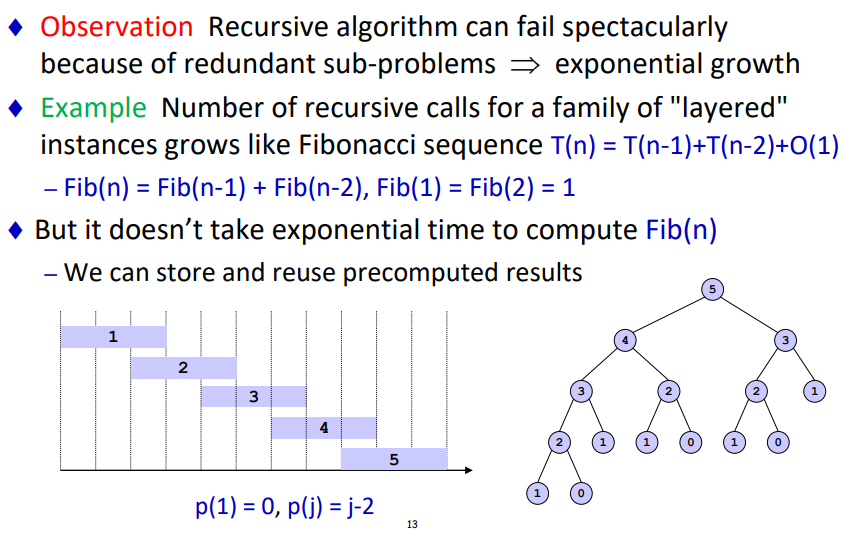 ♦ Observation Recursive algorithm can fail spectacularly
because of redundant sub-problems ⇒ exponential growth
♦ Example Number of recursive calls for a family of "layered"
instances grows like Fibonacci sequence T(n) = T(n-1)+T(n-2)+O(1)
– Fib(n) = Fib(n-1) + Fib(n-2), Fib(1) = Fib(2) = 1
♦ But it doesn’t take exponential time to compute Fib(n)
– We can store and reuse precomputed results
1
2
3
4
5
p(1) = 0, p(j) = j-2
5
4 3
3 2 2 1
2 1 1 0 1 0
1 0
13